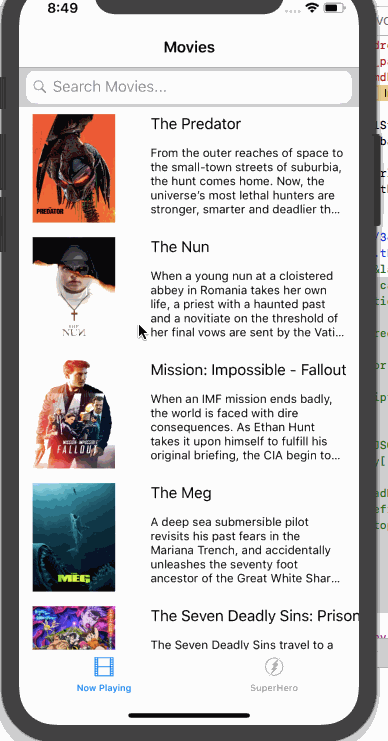 8:49
Movies
Search Movies...
The Predator
From the outer reaches of space to
the small-town streets of suburbia,
the hunt comes home. Now, the
universe's most lethal hunters are
stronger, smarter and deadlier th...
PREDATOR
The Nun
When a young nun at a cloistered
abbey in Romania takes her own
life, a priest with a haunted past
and a novitiate on the threshold of
her final vows are sent by the Vati...
THE
NUN
Mission: Impossible - Fallout
When an IMF mission ends badly,
the world is faced with dire
consequences. As Ethan Hunt
takes it upon himself to fulfill his
original briefing, the CIA begin to...
MISSION: IMPOSSIBLE
FALLOUT
The Meg
A deep sea submersible pilot
revisits his past fears in the
Mariana Trench, and accidentally
unleashes the seventy foot
ancestor of the Great White Shar...
MEG
The Seven Deadly Sins: Prison
The Seven Deadly Sins travel to a
Now Playing
SuperHero